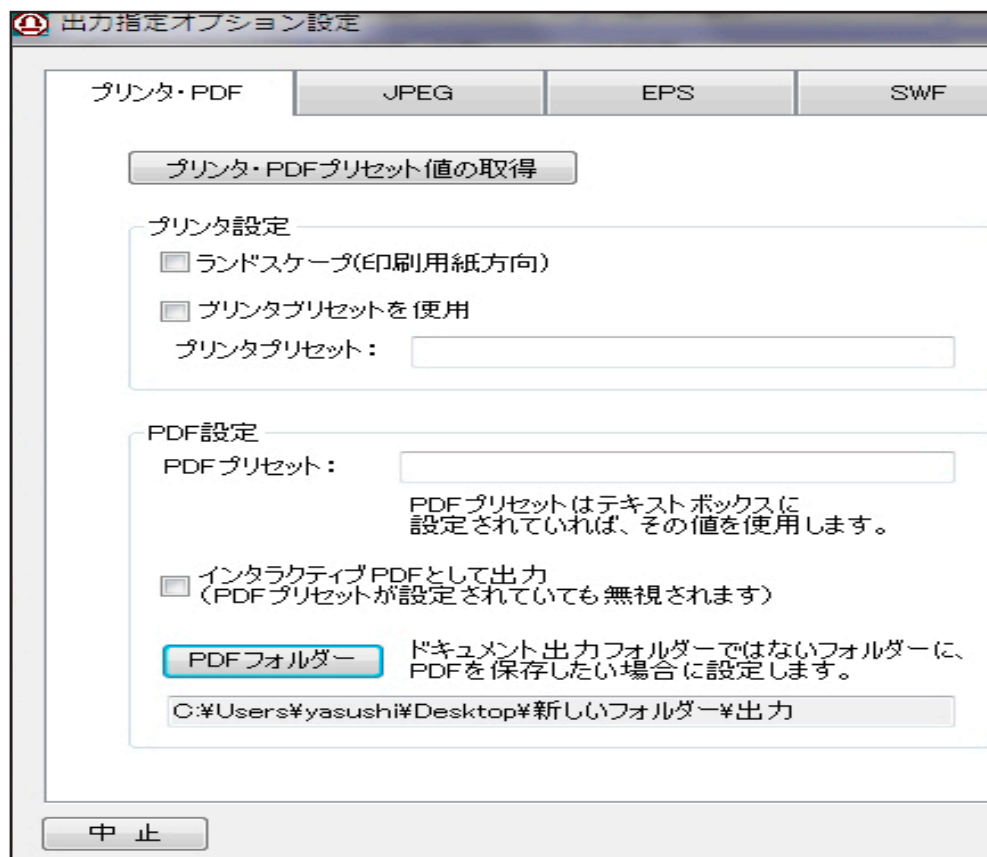 出力指定オプション設定
プリンタ・PDF JPEG EPS SWF
プリンタ・PDFプリセット値の取得
プリンタ設定
ランドスケープ(印刷用紙方向)
プリンタプリセットを使用
プリンタプリセット：
PDF設定
PDFプリセット：
PDFプリセットはテキストボックスに
設定されていれば、その値を使用します。
インタラクティブPDFとして出力
（PDFプリセットが設定されていても無視されます）
PDFフォルダー
ドキュメント出力フォルダーではないフォルダーに、
PDFを保存したい場合に設定します。
C:¥Users¥yasushi¥Desktop¥新しいフォルダー¥出力
中止